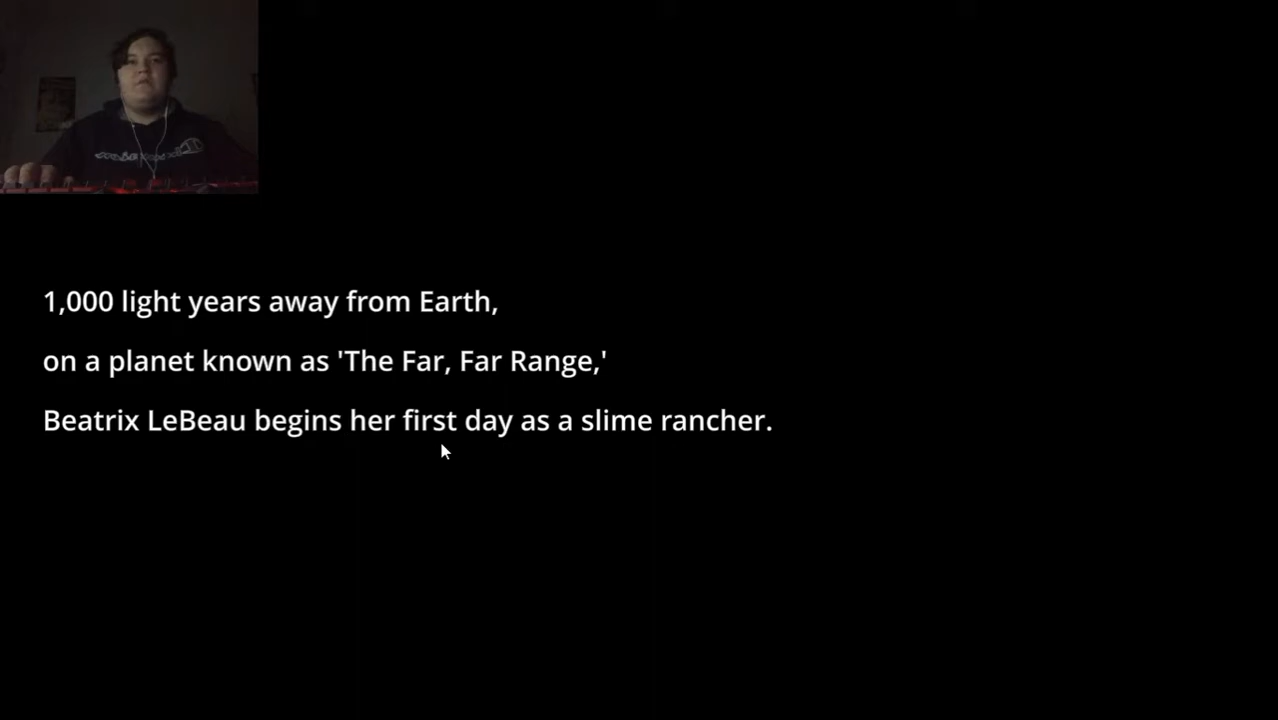 1,000 light years away from Earth,
on a planet known as 'The Far, Far Range,'
Beatrix LeBeau begins her first day as a slime rancher.